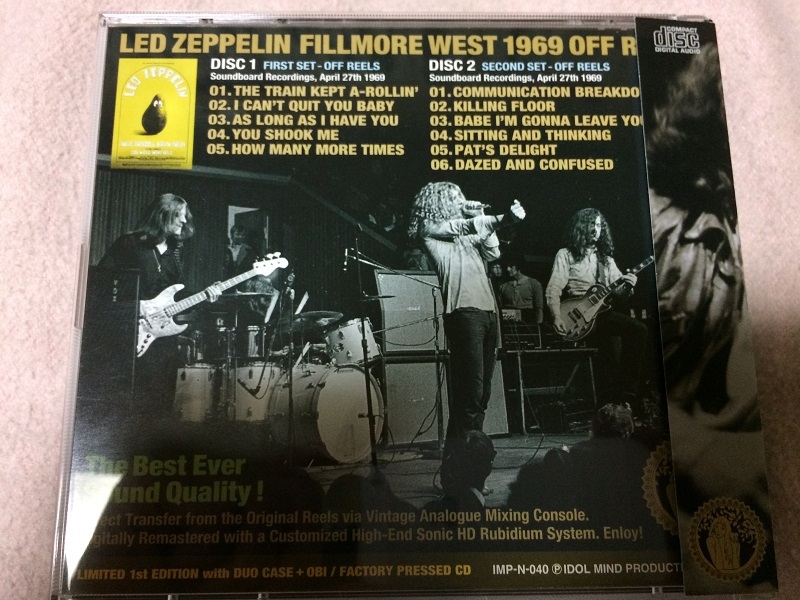 LED ZEPPELIN FILLMORE WEST 1969 OFF R
COMPACT
disc
DIGITAL AUDIO
LED ZEPPELIN
DISC 1 FIRST SET - OFF REELS
Soundboard Recordings, April 27th 1969
01. THE TRAIN KEPT A-ROLLIN'
02. I CAN'T QUIT YOU BABY
03. AS LONG AS I HAVE YOU
04. YOU SHOOK ME
05. HOW MANY MORE TIMES
DISC 2 SECOND SET - OFF REELS
Soundboard Recordings, April 27th 1969
01. COMMUNICATION BREAKDO
02. KILLING FLOOR
03. BABE I'M GONNA LEAVE YOU
04. SITTING AND THINKING
05. PAT'S DELIGHT
06. DAZED AND CONFUSED
The Best Ever
ound Quality !
ect Transfer from the Original Reels via Vintage Analogue Mixing Console.
igitally Remastered with a Customized High-End Sonic HD Rubidium System. Enloy!
LIMITED 1st EDITION with DUO CASE + OBI / FACTORY PRESSED CD
IMP-N-040 ℗IDOL MIND PRODUCT